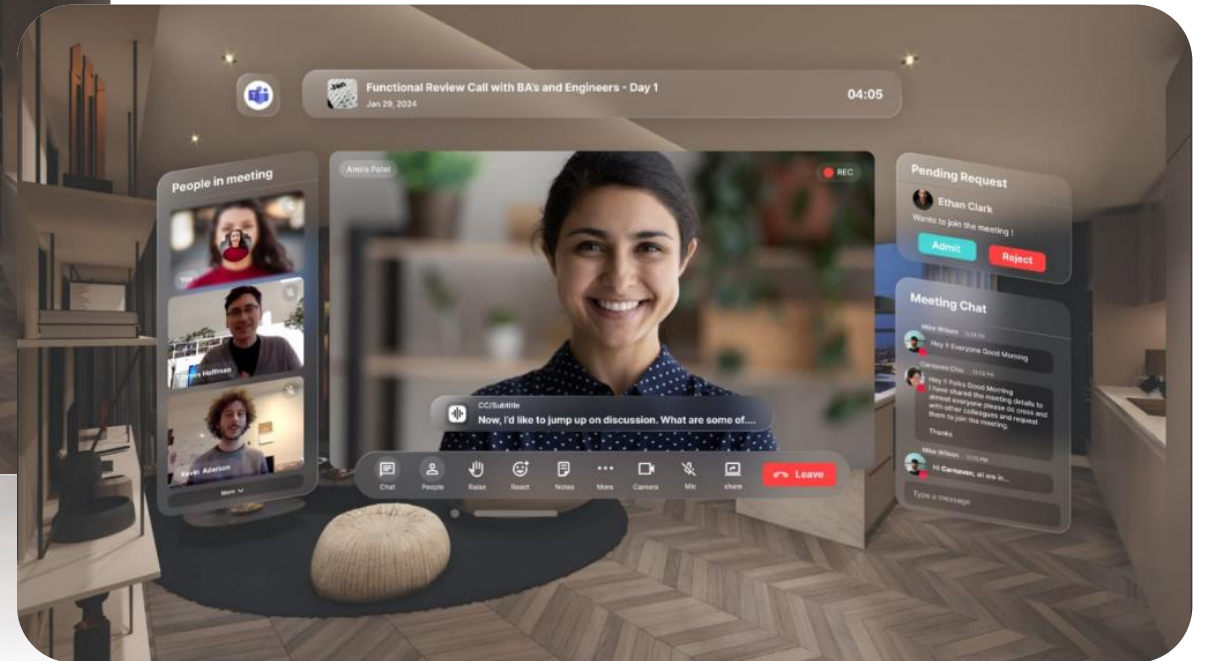 Functional Review Call with BA's and Engineers - Day 1
Jan 29, 2024
04:05
People in meeting
You
Hoffman
Kevin Aderson
More
Amira Patel
REC
CC/Subtitle
Now, I'd like to jump up on discussion. What are some of....
Chat
People
Raise
React
Notes
More
Camera
Mic
share
Leave
Pending Request
Ethan Clark
Wants to join the meeting !
Admit
Reject
Meeting Chat
Mike Wilson
Hey !! Everyone Good Morning
Carnaven Chio
Hey !! Folks Good Morning
I have shared the meeting details to
almost everyone please do cross and
with other colleagues and request
them to join the meeting.
Thanks
Mike Wilson
Hi Carnaven, all are in...
Type a message